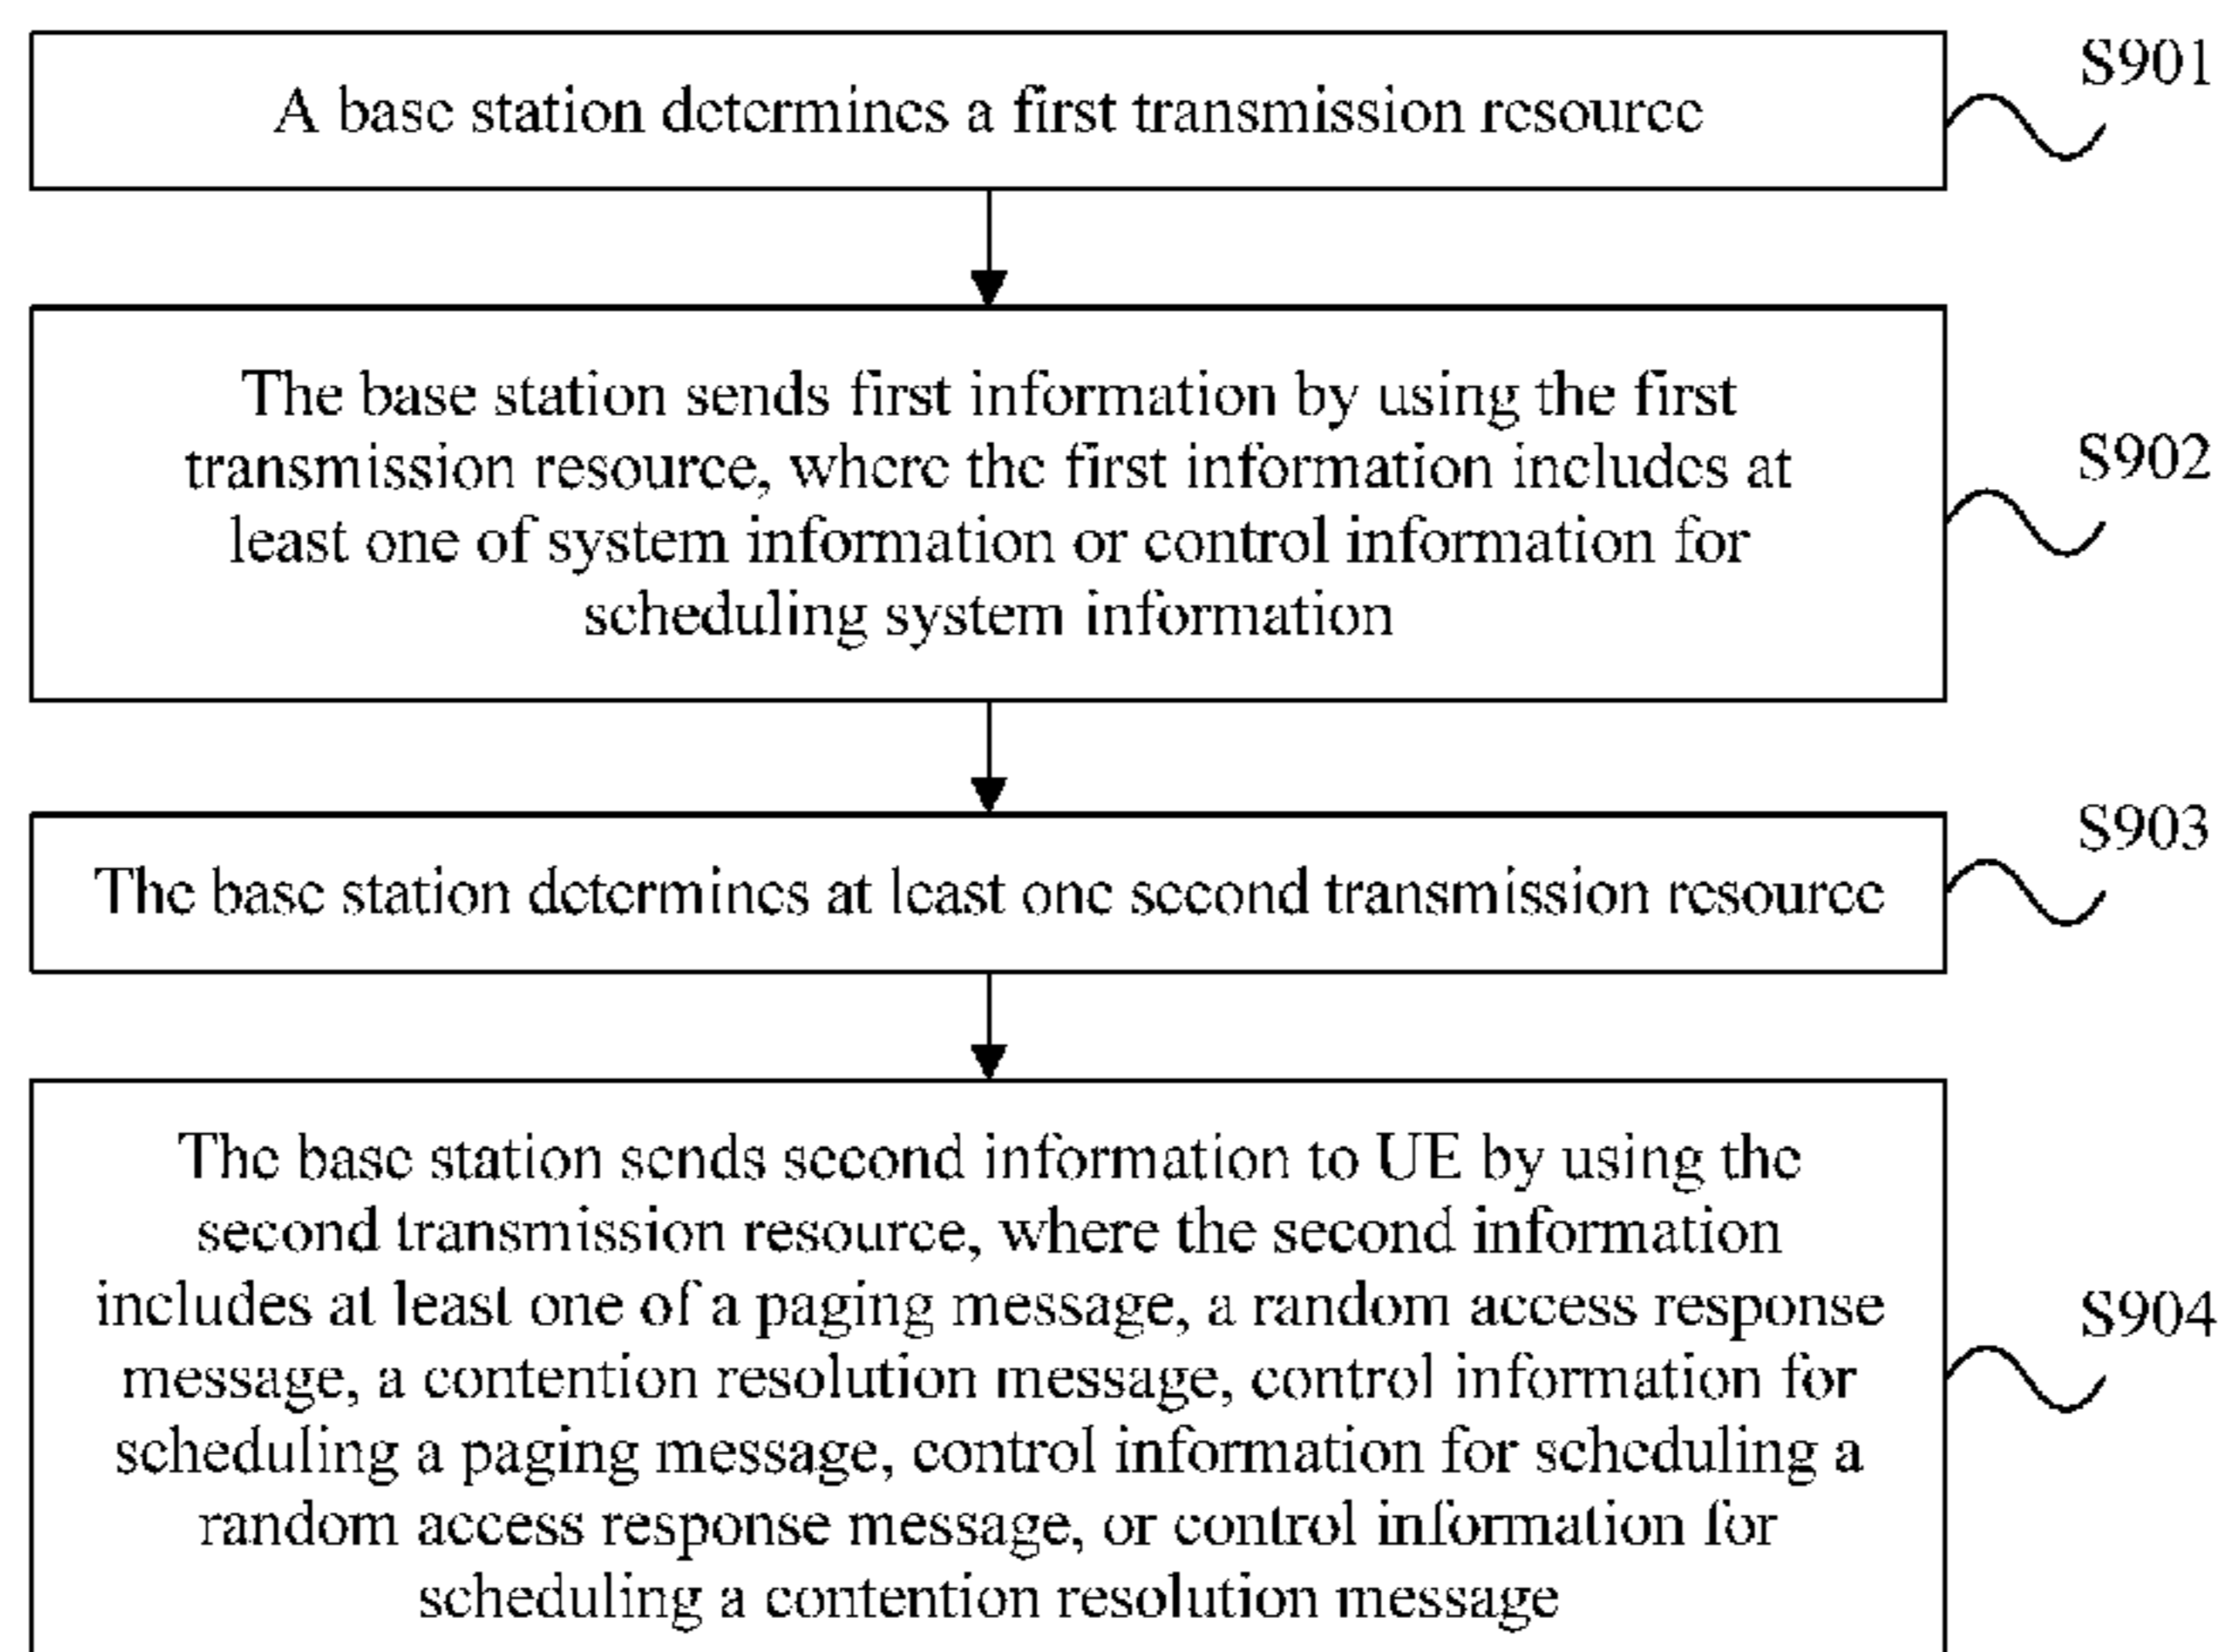 A base station determines a first transmission resource
S901
The base station sends first information by using the first
transmission resource, where the first information includes at
least one of system information or control information for
scheduling system information
S902
The base station determines at least one second transmission resource
S903
The base station sends second information to UE by using the
second transmission resource, where the second information
includes at least one of a paging message, a random access response
message, a contention resolution message, control information for
scheduling a paging message, control information for scheduling a
random access response message, or control information for
scheduling a contention resolution message
S904